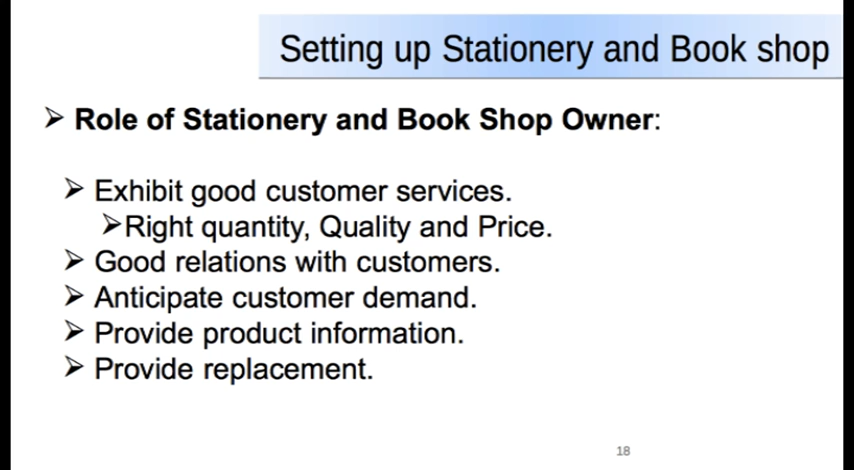 Setting up Stationery and Book shop
➢ Role of Stationery and Book Shop Owner:
➢ Exhibit good customer services.
➢Right quantity, Quality and Price.
➢ Good relations with customers.
➢ Anticipate customer demand.
➢ Provide product information.
➢ Provide replacement.
18